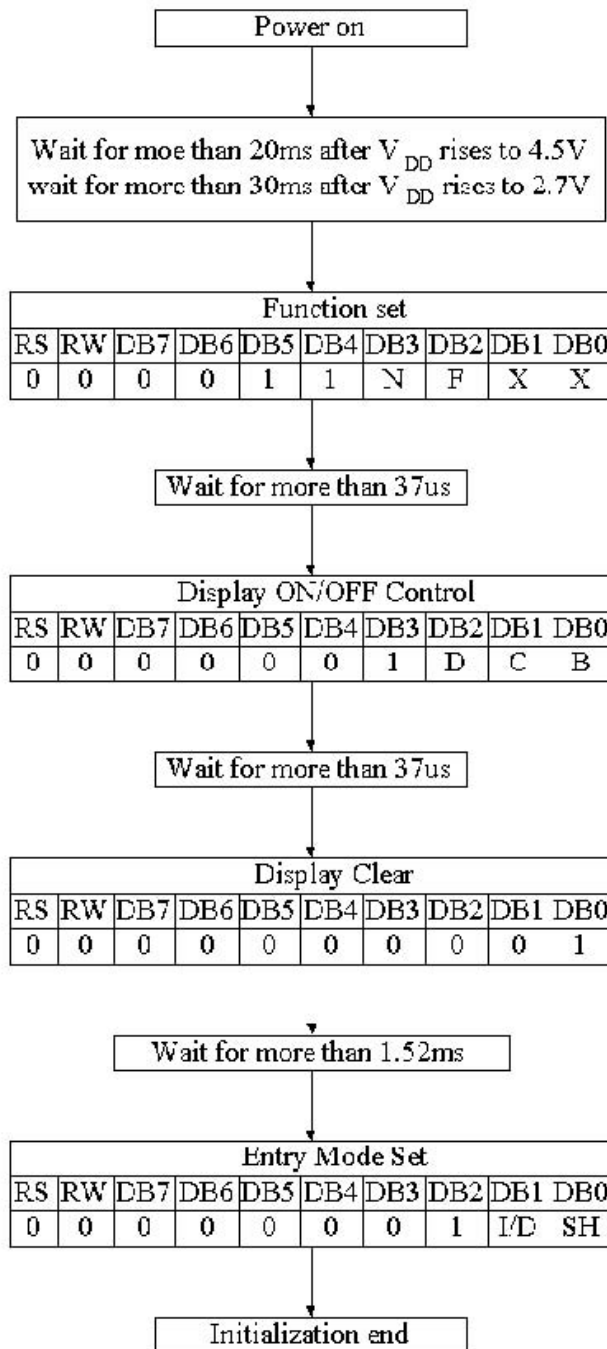 Power on
Wait for moe than 20ms after V DD rises to 4.5V
wait for more than 30ms after V DD rises to 2.7V
Function set
RS RW DB7 DB6 DB5 DB4 DB3 DB2 DB1 DB0
0 0 0 0 1 1 N F X X
Wait for more than 37us
Display ON/OFF Control
RS RW DB7 DB6 DB5 DB4 DB3 DB2 DB1 DB0
0 0 0 0 0 0 1 D C B
Wait for more than 37us
Display Clear
RS RW DB7 DB6 DB5 DB4 DB3 DB2 DB1 DB0
0 0 0 0 0 0 0 0 0 1
Wait for more than 1.52ms
Entry Mode Set
RS RW DB7 DB6 DB5 DB4 DB3 DB2 DB1 DB0
0 0 0 0 0 0 0 1 I/D SH
Initialization end